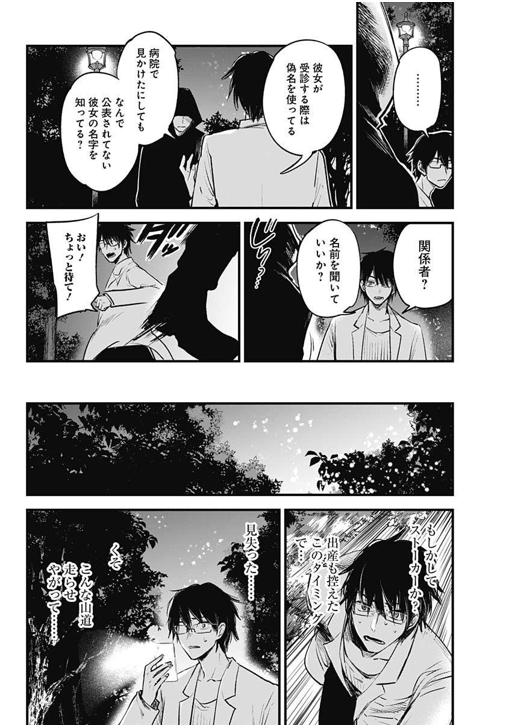 ………
彼女が
受診する際は
偽名を使ってる
病院で
見かけたにしても
なんで
公表されてない
彼女の名字を
知ってる？
関係者？
名前を聞いて
いいか？
ダッ
おい！
ちょっと待て！
もしかして
ストーカーか？
出産も控えた
このタイミング
で…
見失った……
くそ
こんな山道
走らせ
やがって……